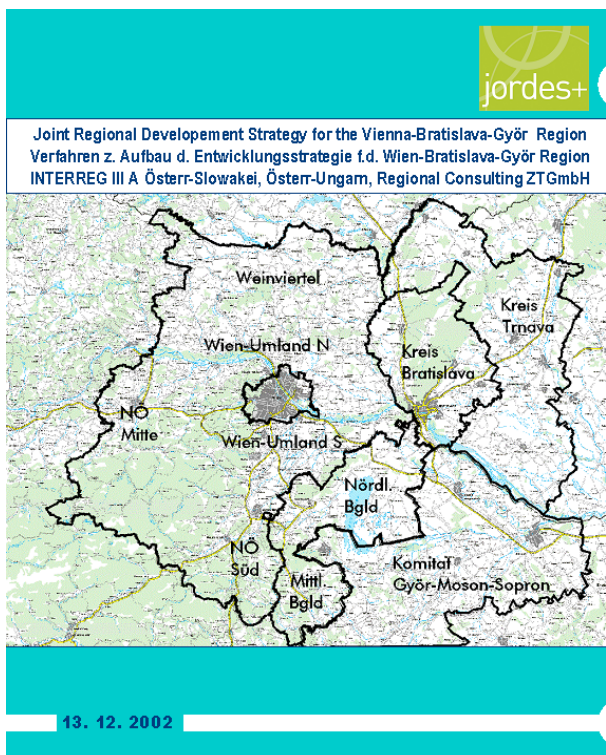 jordes+
Joint Regional Developement Strategy for the Vienna-Bratislava-Györ Region
Verfahren z. Aufbau d. Entwicklungsstrategie f.d. Wien-Bratislava-Györ Region
INTERREG III A Österr-Slowakei, Österr-Ungarn, Regional Consulting ZTGmbH
Weinviertel
Kreis
Trnava
Wien-Umland N
Kreis
Bratislava
NÖ
Mitte
Wien-Umland S
Nördl.
Bgld
NÖ
Süd
Mittl.
Bgld
Komitat
Györ-Moson-Sopron
13. 12. 2002